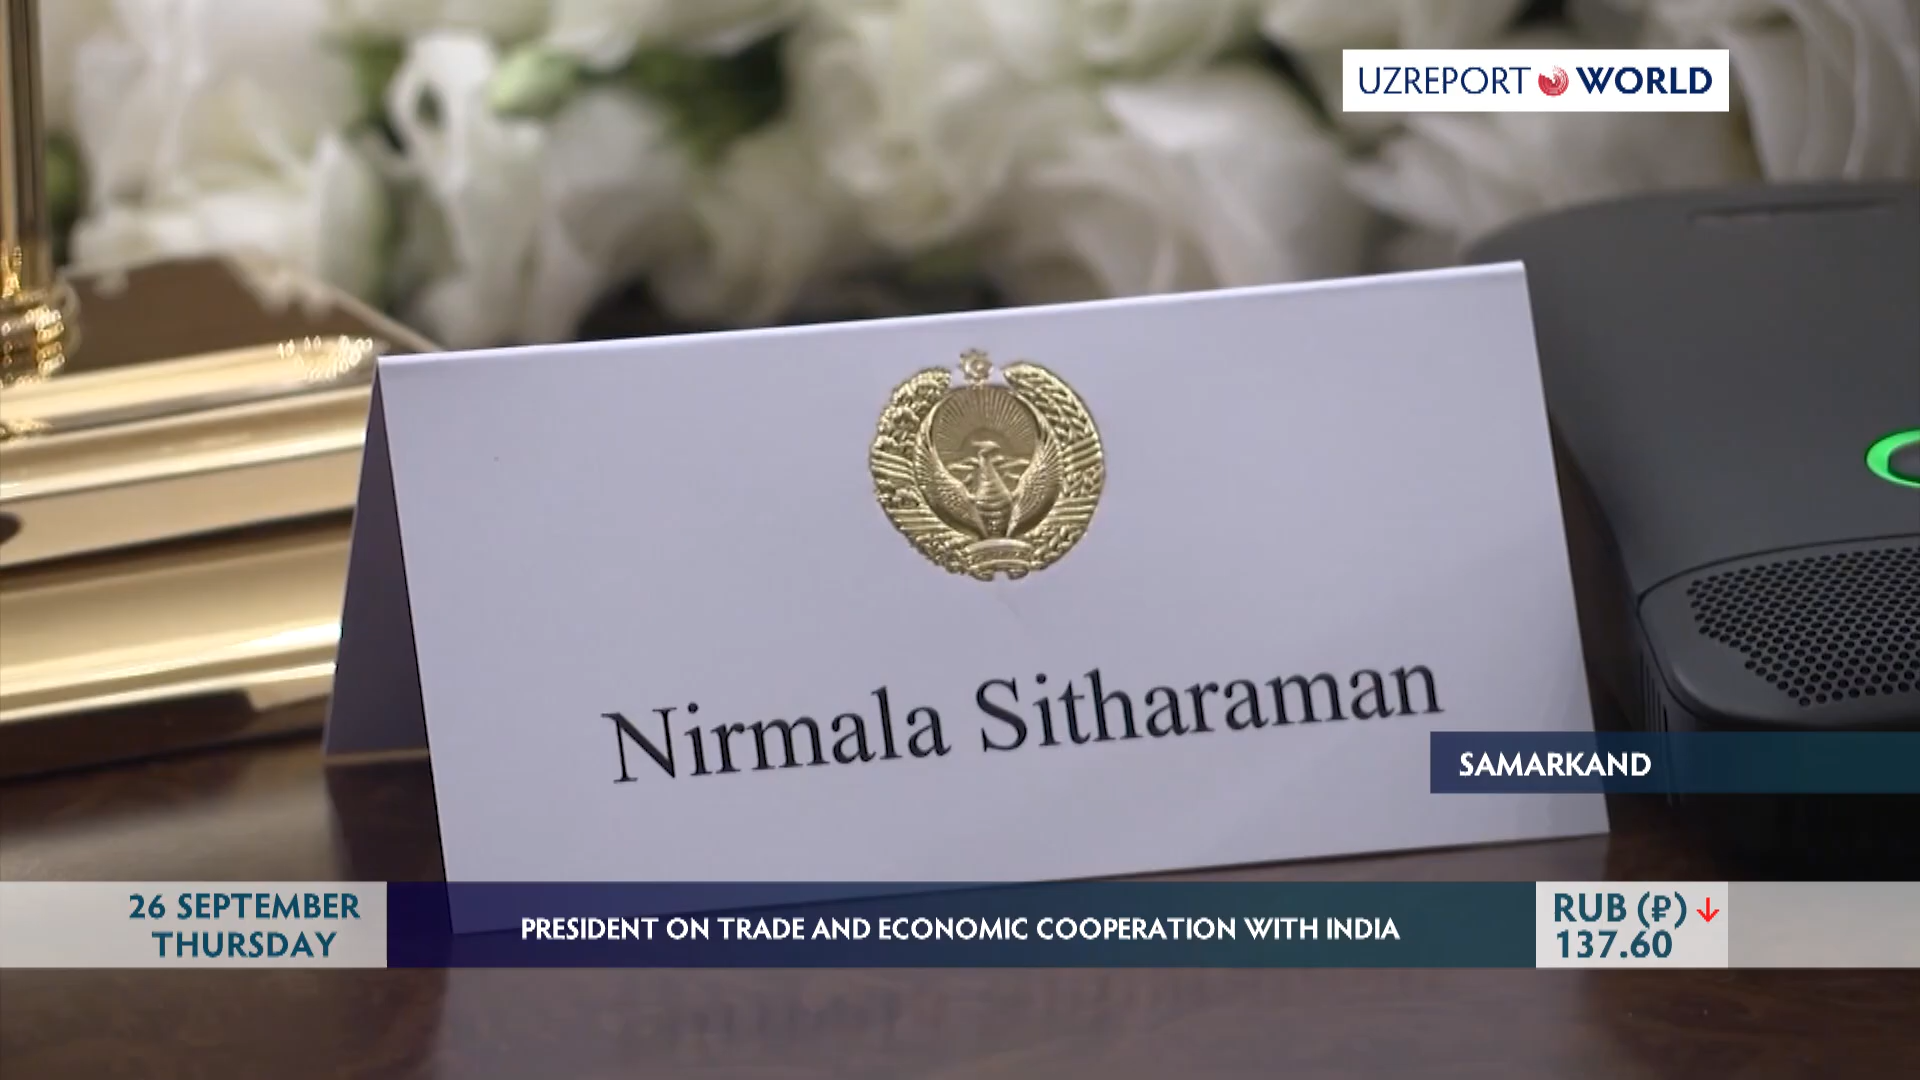 UZREPORT WORLD
Nirmala Sitharaman
SAMARKAND
26 SEPTEMBER
THURSDAY
PRESIDENT ON TRADE AND ECONOMIC COOPERATION WITH INDIA
RUB (₽) ↓
137.60